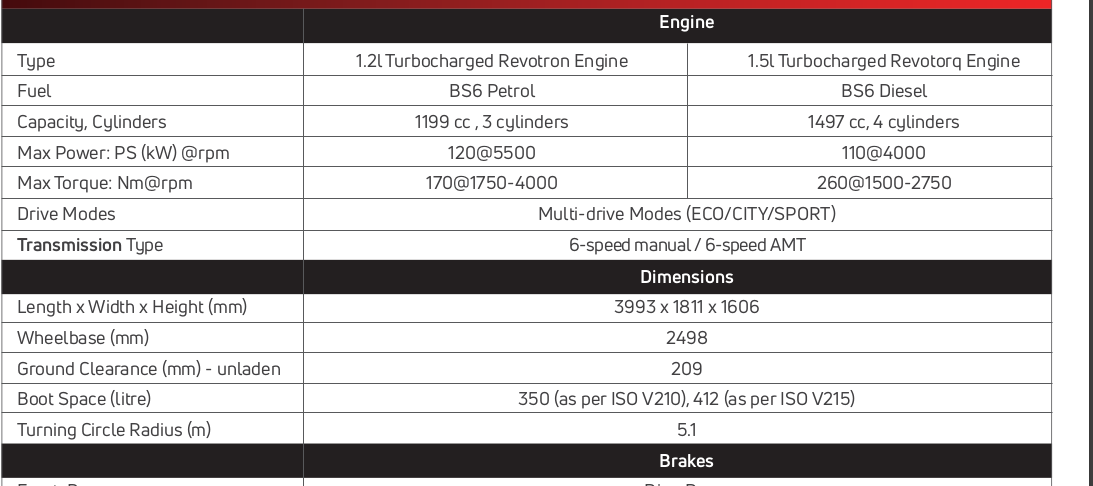 Engine
Type 1.2l Turbocharged Revotron Engine 1.5l Turbocharged Revotorq Engine
Fuel BS6 Petrol BS6 Diesel
Capacity, Cylinders 1199 cc , 3 cylinders 1497 cc, 4 cylinders
Max Power: PS (kW) @rpm 120@5500 110@4000
Max Torque: Nm@rpm 170@1750-4000 260@1500-2750
Drive Modes Multi-drive Modes (ECO/CITY/SPORT)
Transmission Type 6-speed manual / 6-speed AMT
Dimensions
Length x Width x Height (mm) 3993 x 1811 x 1606
Wheelbase (mm) 2498
Ground Clearance (mm) - unladen 209
Boot Space (litre) 350 (as per ISO V210), 412 (as per ISO V215)
Turning Circle Radius (m) 5.1
Brakes